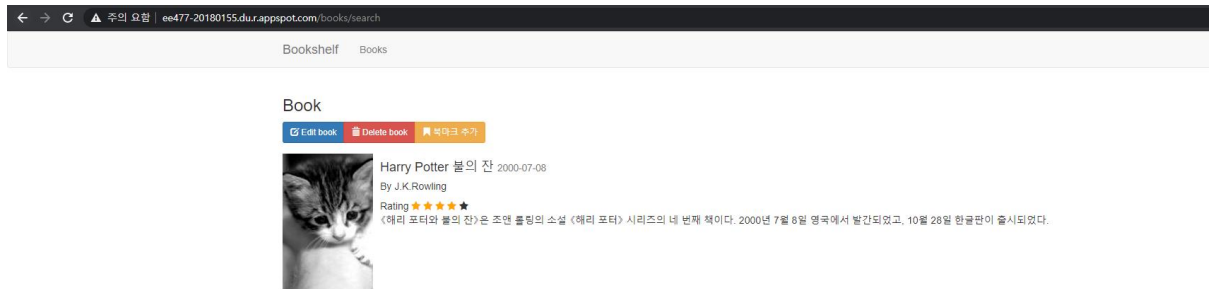 주의 요함 ee477-20180155.du.r.appspot.com/books/search
Bookshelf Books
Book
Edit book Delete book 북마크 추가
Harry Potter 불의 잔 2000-07-08
By J.K.Rowling
Rating
《해리 포터와 불의 잔》은 조앤 롤링의 소설 《해리 포터》 시리즈의 네 번째 책이다. 2000년 7월 8일 영국에서 발간되었고, 10월 28일 한글판이 출시되었다.